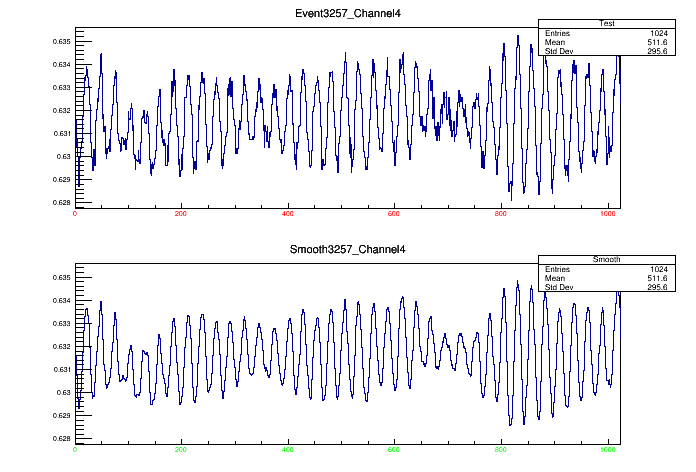 Event3257_Channel4
Test
Entries 1024
Mean 511.6
Std Dev 295.6
0.635
0.634
0.633
0.632
0.631
0.63
0.629
0.628
0 200 400 600 800 1000
Smooth3257_Channel4
Smooth
Entries 1024
Mean 511.6
Std Dev 295.6
0.635
0.634
0.633
0.632
0.631
0.63
0.629
0.628
0 200 400 600 800 1000